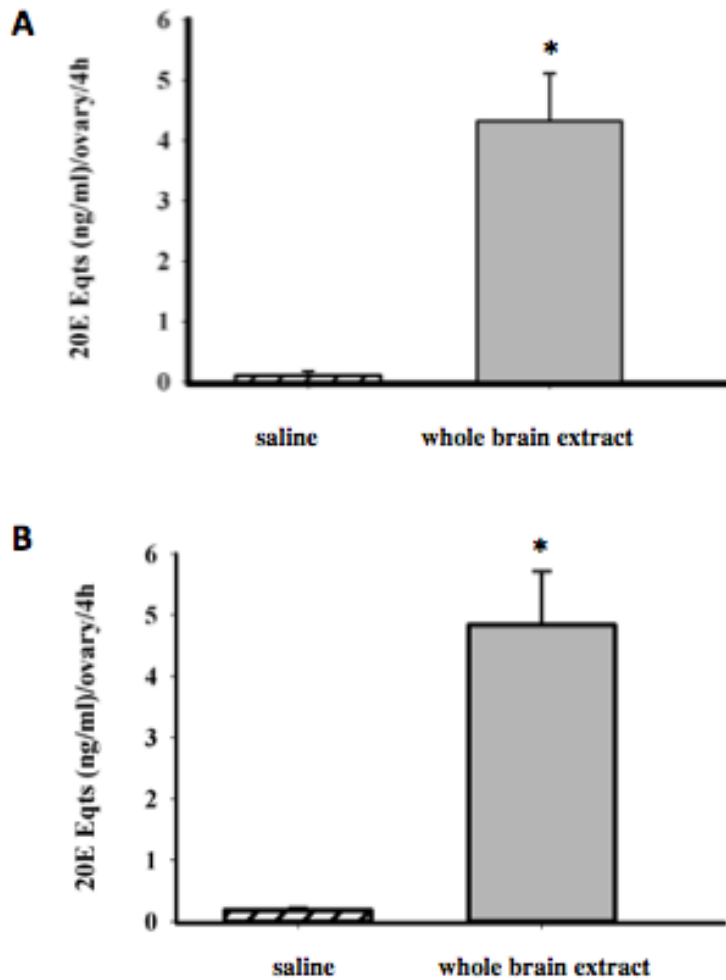 A
20E Eqts (ng/ml)/ovary/4h
6
5
4
3
2
1
0
*
saline whole brain extract
B
20E Eqts (ng/ml)/ovary/4h
6
5
4
3
2
1
0
*
saline whole brain extract